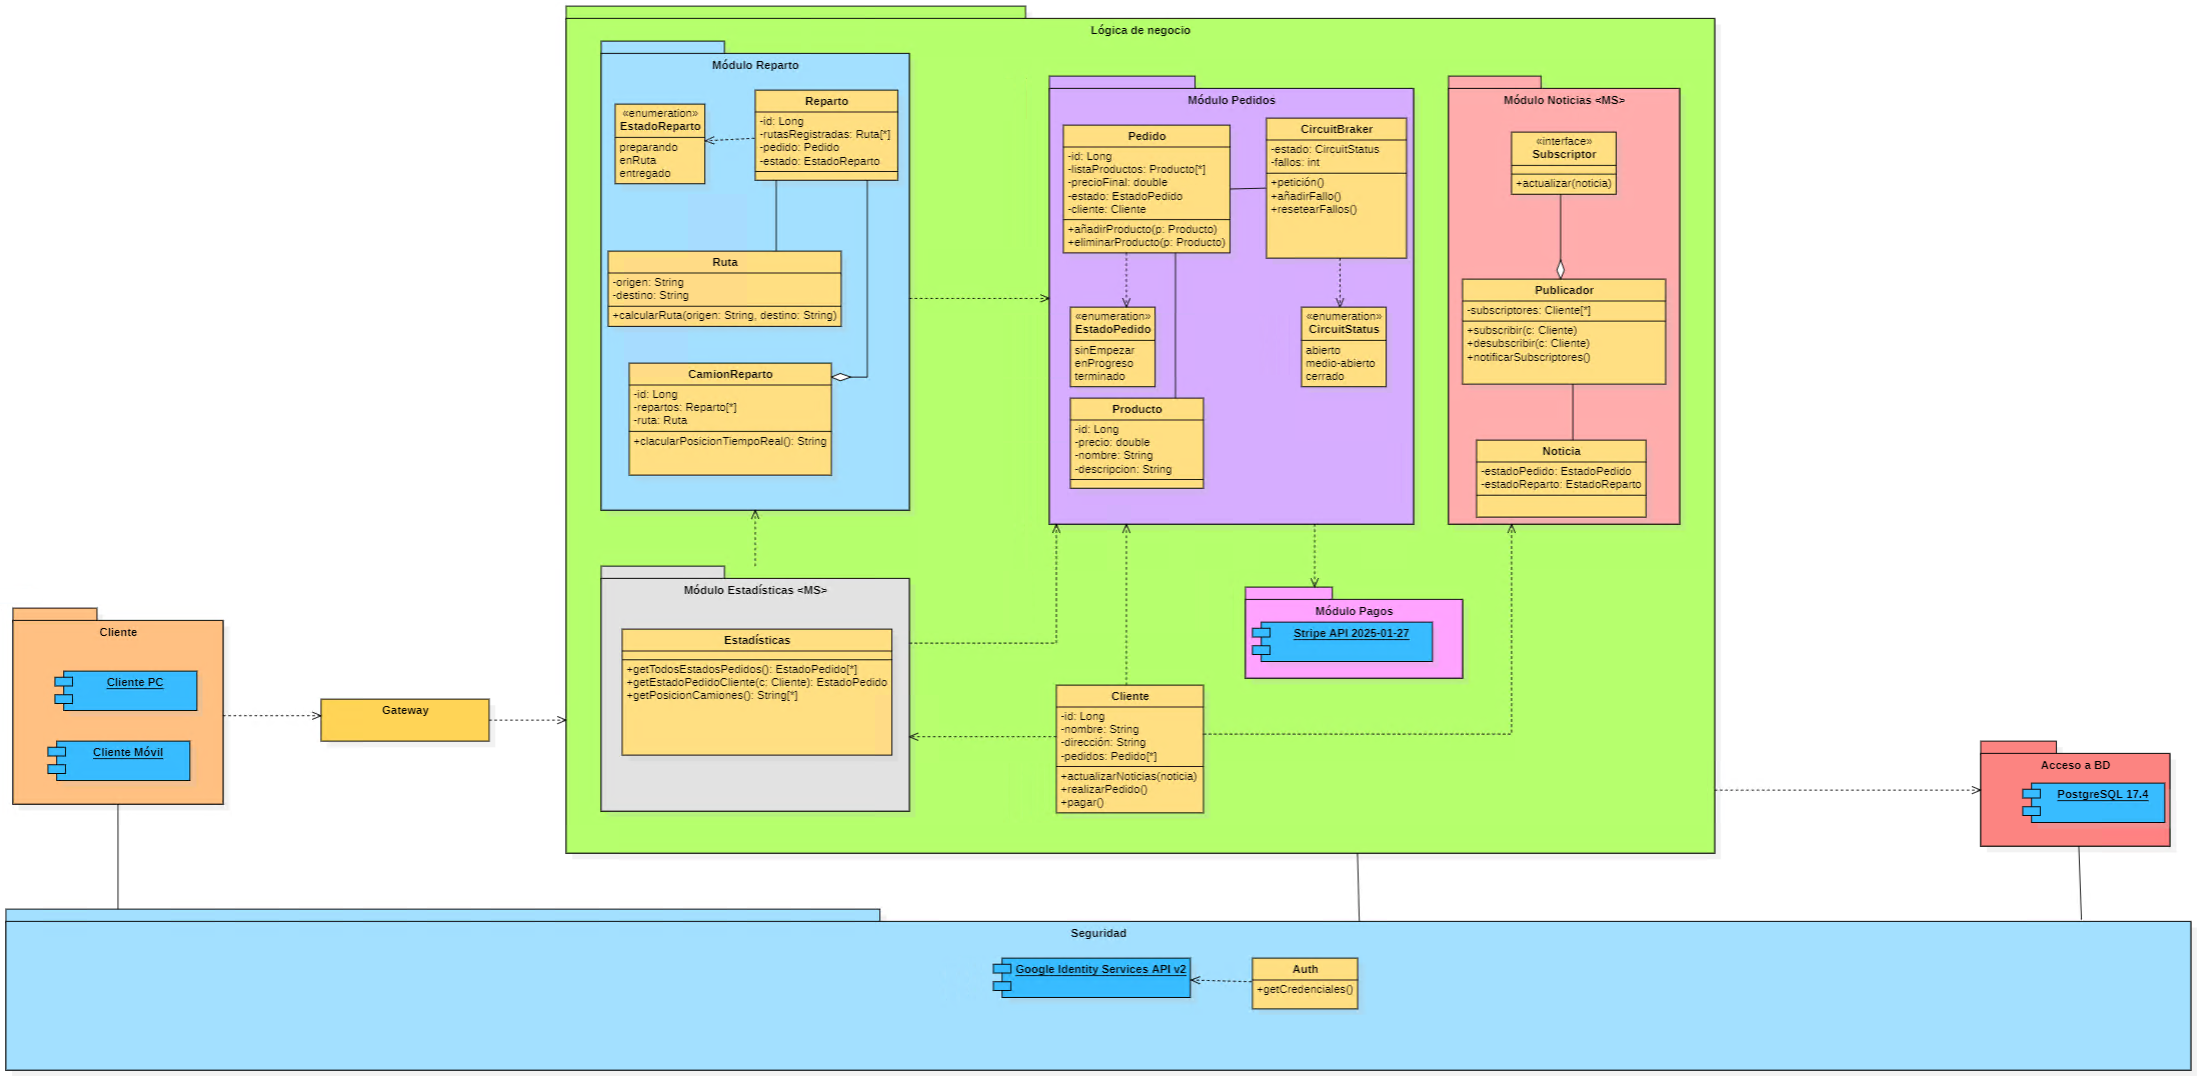 Lógica de negocio
Módulo Reparto
«enumeration»
EstadoReparto
preparando
enRuta
entregado
Reparto
-id: Long
-rutasRegistradas: Ruta[*]
-pedido: Pedido
-estado: EstadoReparto
Ruta
-origen: String
-destino: String
+calcularRuta(origen: String, destino: String)
CamionReparto
-id: Long
-repartos: Reparto[*]
-ruta: Ruta
+clacularPosicionTiempoReal(): String
Módulo Pedidos
Pedido
-id: Long
-listaProductos: Producto[*]
-precioFinal: double
-estado: EstadoPedido
-cliente: Cliente
+añadirProducto(p: Producto)
+eliminarProducto(p: Producto)
CircuitBraker
-estado: CircuitStatus
-fallos: int
+petición()
+añadirFallo()
+resetearFallos()
«enumeration»
EstadoPedido
sinEmpezar
enProgreso
terminado
«enumeration»
CircuitStatus
abierto
medio-abierto
cerrado
Producto
-id: Long
-precio: double
-nombre: String
-descripcion: String
Módulo Noticias <MS>
«interface»
Subscriptor
+actualizar(noticia)
Publicador
-subscriptores: Cliente[*]
+subscribir(c: Cliente)
+desubscribir(c: Cliente)
+notificarSubscriptores()
Noticia
-estadoPedido: EstadoPedido
-estadoReparto: EstadoReparto
Módulo Estadísticas <MS>
Estadísticas
+getTodosEstadosPedidos(): EstadoPedido[*]
+getEstadoPedidoCliente(c: Cliente): EstadoPedido
+getPosicionCamiones(): String[*]
Módulo Pagos
Stripe API 2025-01-27
Cliente
-id: Long
-nombre: String
-dirección: String
-pedidos: Pedido[*]
+actualizarNoticias(noticia)
+realizarPedido()
+pagar()
Cliente
Cliente PC
Cliente Móvil
Gateway
Acceso a BD
PostgreSQL 17.4
Seguridad
Google Identity Services API v2
Auth
+getCredenciales()